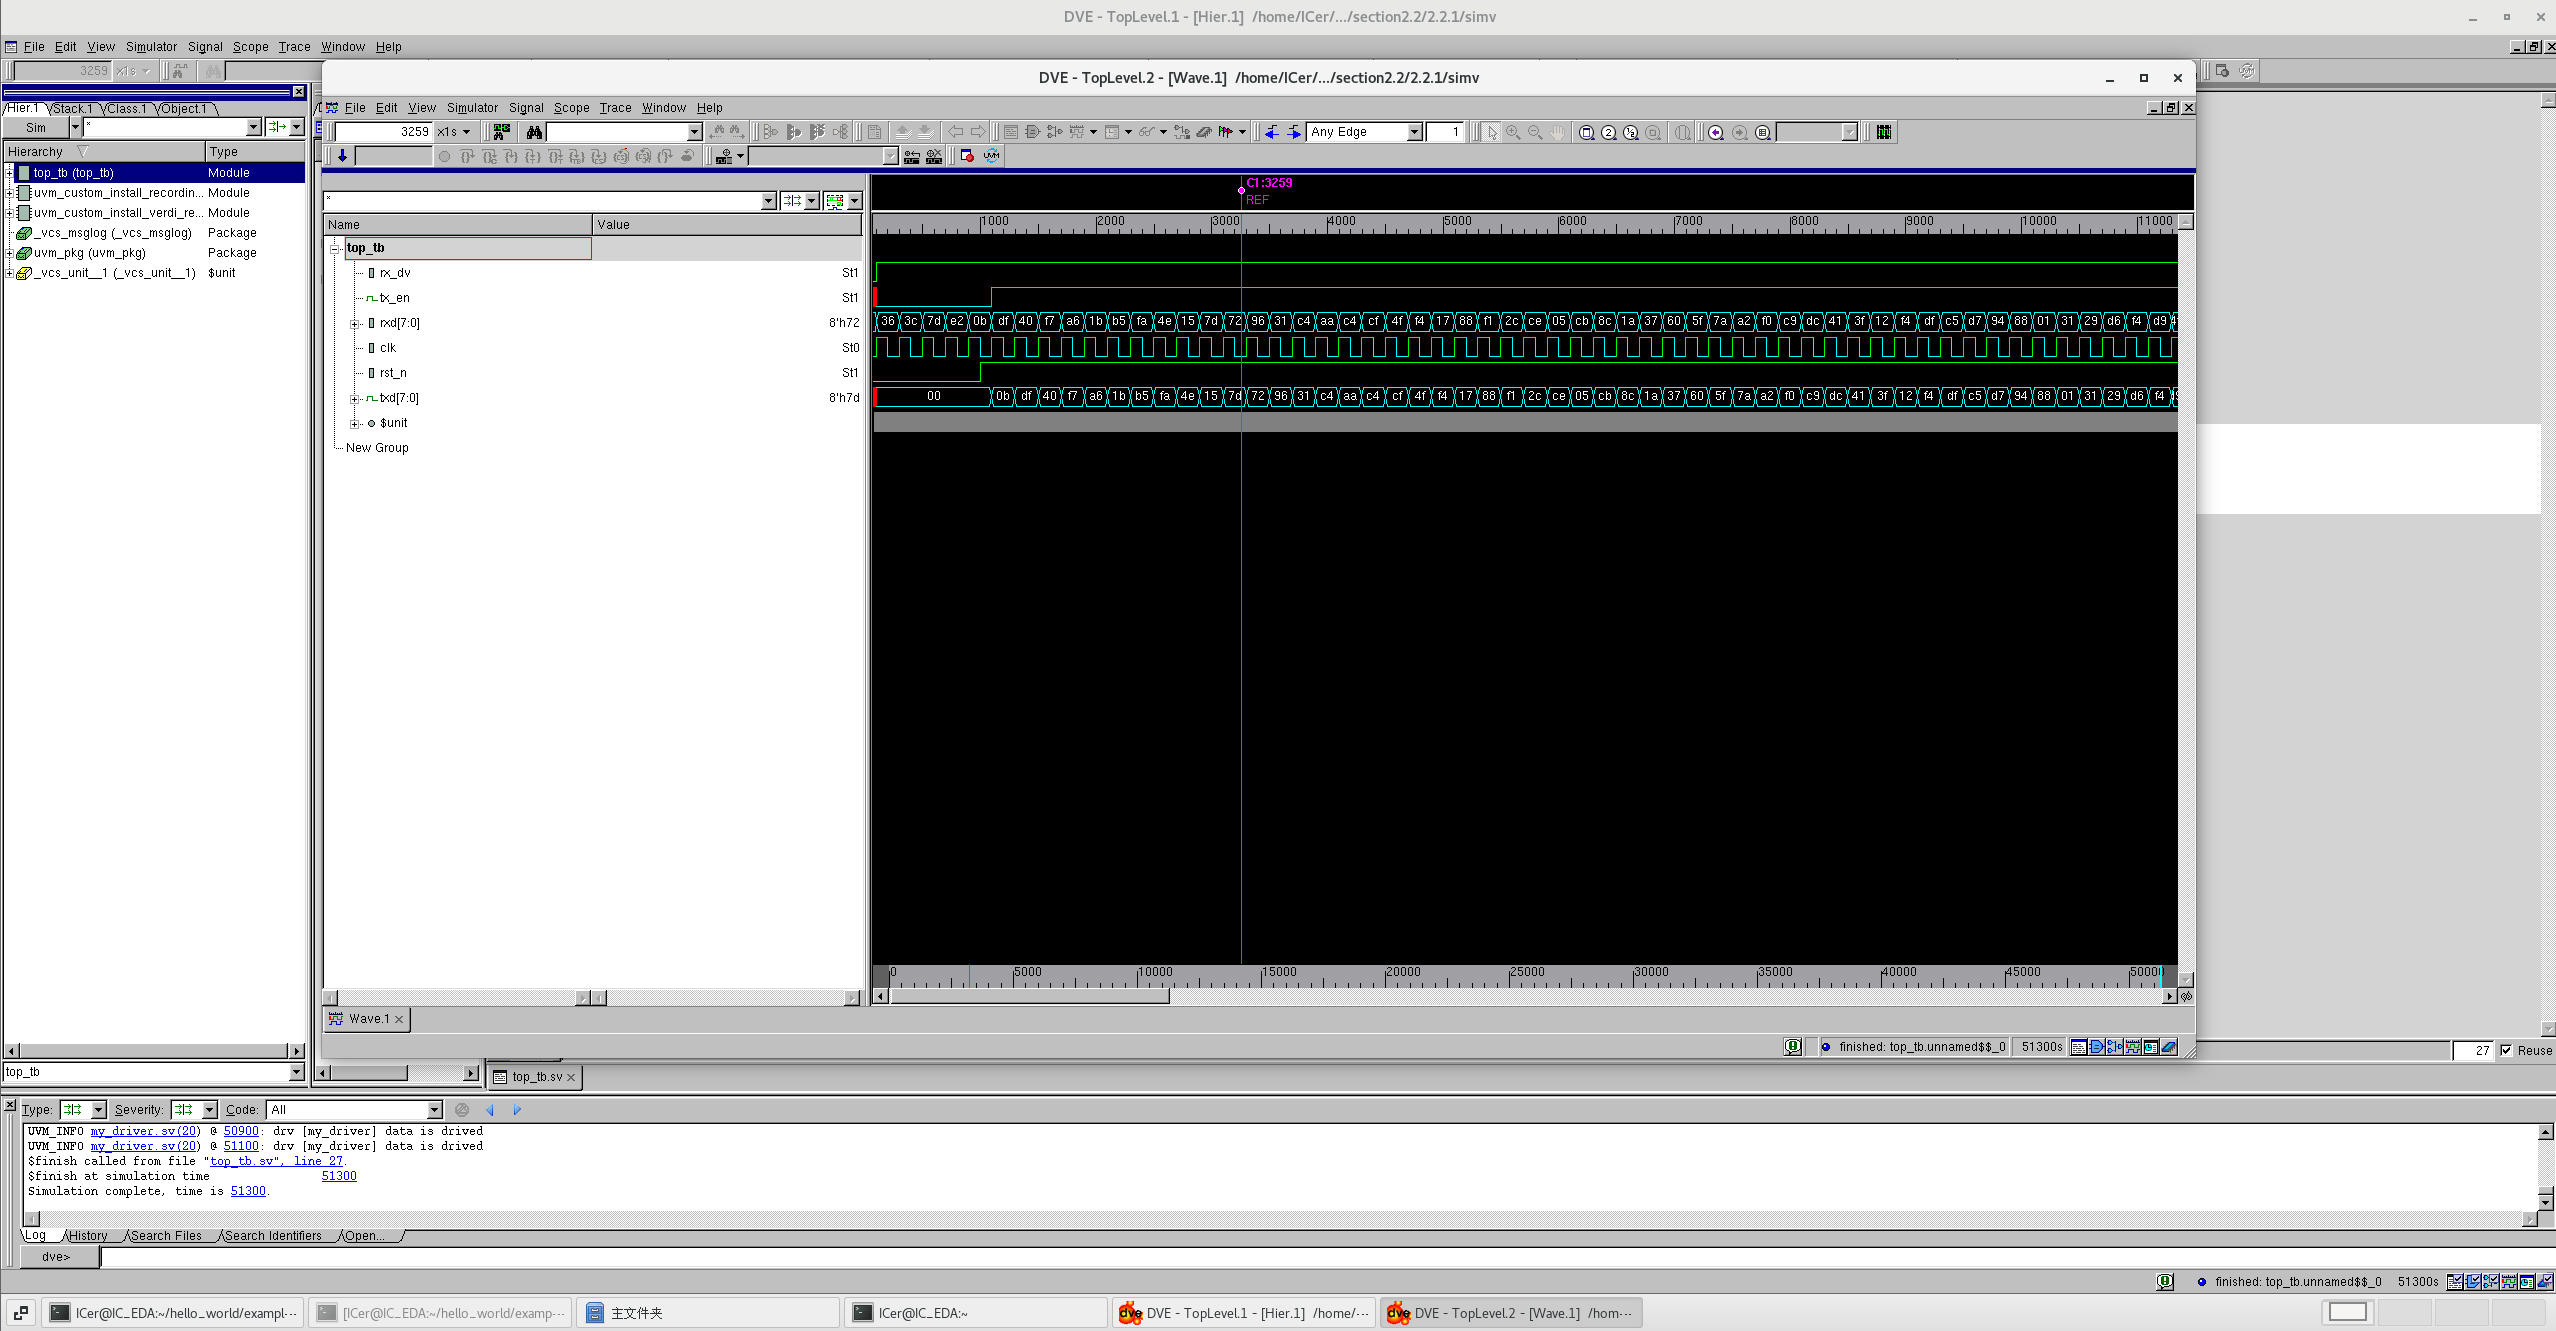 DVE - TopLevel.1 - [Hier.1]  /home/ICer/.../section2.2/2.2.1/simv
File Edit View Simulator Signal Scope Trace Window Help
3259 x1s
DVE - TopLevel.2 - [Wave.1]  /home/ICer/.../section2.2/2.2.1/simv
File Edit View Simulator Signal Scope Trace Window Help
3259 x1s Any Edge 1
Hier.1 Stack.1 Class.1 Object.1
Sim *
Hierarchy Type
top_tb (top_tb) Module
uvm_custom_install_recordin... Module
uvm_custom_install_verdi_re... Module
_vcs_msglog (_vcs_msglog) Package
uvm_pkg (uvm_pkg) Package
_vcs_unit__1 (_vcs_unit__1) $unit
top_tb
*
Name Value
top_tb
rx_dv St1
tx_en St1
rxd[7:0] 8'h72
clk St0
rst_n St1
txd[7:0] 8'h7d
$unit
New Group
C1:3259
REF
1000 2000 3000 4000 5000 6000 7000 8000 9000 10000 11000
36 3c 7d e2 0b df 40 f7 a6 1b b5 fa 4e 15 7d 72 96 31 c4 aa c4 cf 4f f4 17 88 f1 2c ce 05 cb 8c 1a 37 60 5f 7a a2 f0 c9 dc 41 3f 12 f4 df c5 d7 94 88 01 31 29 d6 f4 d9
00 0b df 40 f7 a6 1b b5 fa 4e 15 7d 72 96 31 c4 aa c4 cf 4f f4 17 88 f1 2c ce 05 cb 8c 1a 37 60 5f 7a a2 f0 c9 dc 41 3f 12 f4 df c5 d7 94 88 01 31 29 d6 f4
0 5000 10000 15000 20000 25000 30000 35000 40000 45000 50000
Wave.1
finished: top_tb.unnamed$$_0 51300s
27 Reuse
top_tb.sv
Type: Severity: Code: All
UVM_INFO my_driver.sv(20) @ 50900: drv [my_driver] data is drived
UVM_INFO my_driver.sv(20) @ 51100: drv [my_driver] data is drived
$finish called from file "top_tb.sv", line 27.
$finish at simulation time 51300
Simulation complete, time is 51300.
Log History Search Files Search Identifiers Open...
dve>
finished: top_tb.unnamed$$_0 51300s
ICer@IC_EDA:~/hello_world/exampl···
[ICer@IC_EDA:~/hello_world/examp···
主文件夹
ICer@IC_EDA:~
DVE - TopLevel.1 - [Hier.1]  /home/···
DVE - TopLevel.2 - [Wave.1]  /hom···